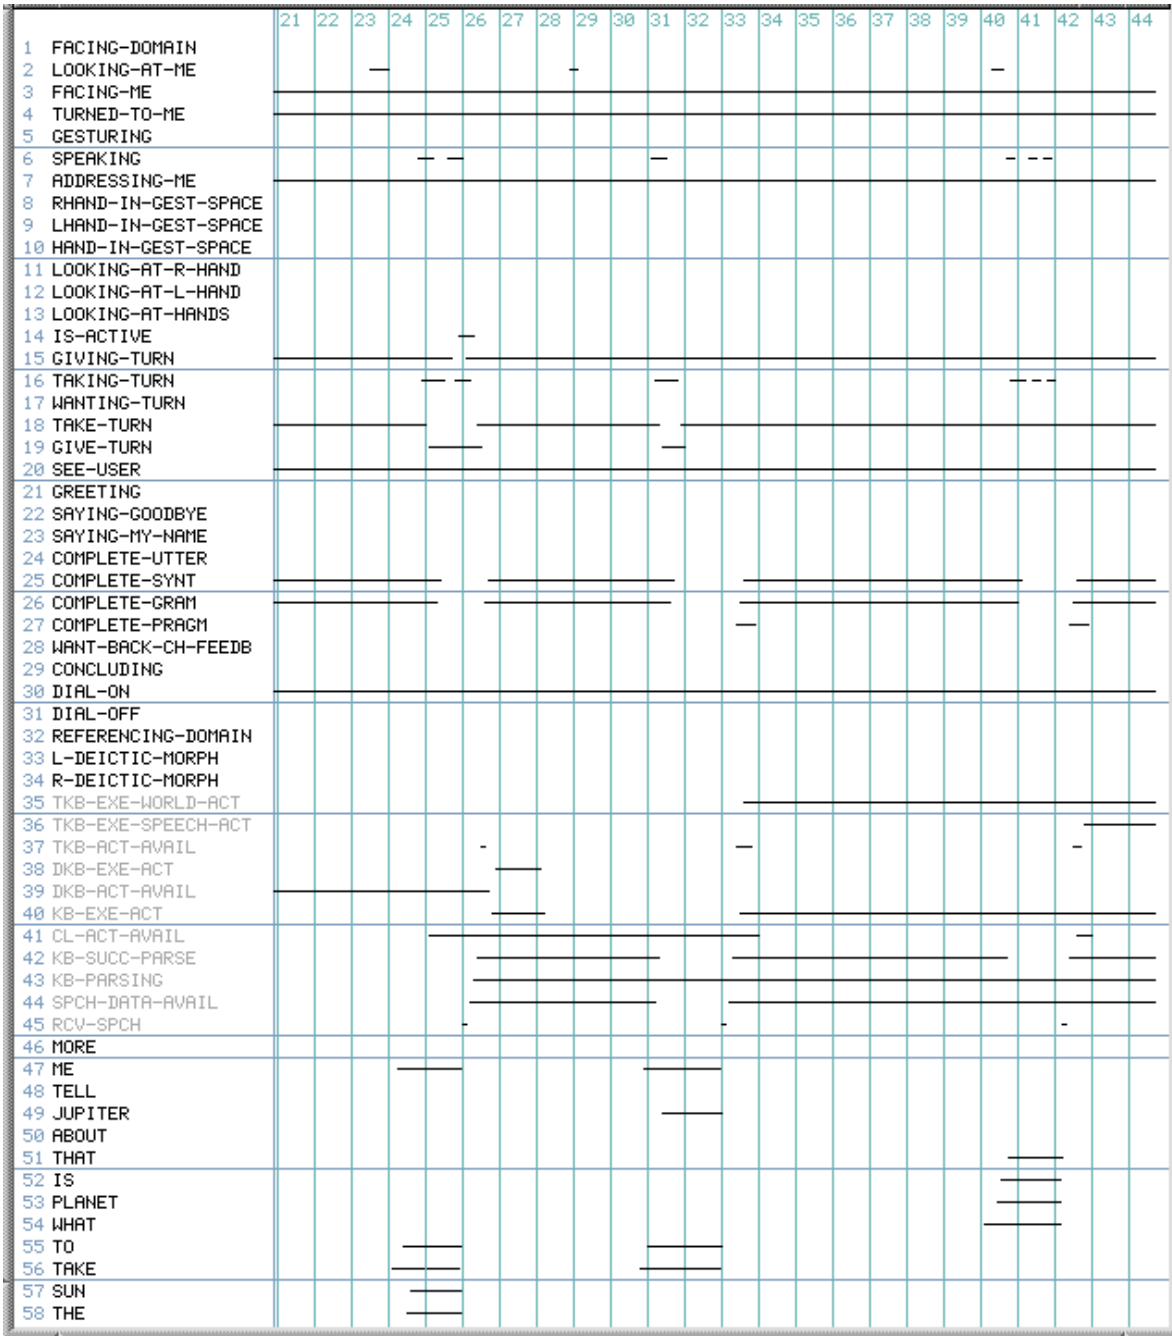 21 22 23 24 25 26 27 28 29 30 31 32 33 34 35 36 37 38 39 40 41 42 43 44
1 FACING-DOMAIN
2 LOOKING-AT-ME
3 FACING-ME
4 TURNED-TO-ME
5 GESTURING
6 SPEAKING
7 ADDRESSING-ME
8 RHAND-IN-GEST-SPACE
9 LHAND-IN-GEST-SPACE
10 HAND-IN-GEST-SPACE
11 LOOKING-AT-R-HAND
12 LOOKING-AT-L-HAND
13 LOOKING-AT-HANDS
14 IS-ACTIVE
15 GIVING-TURN
16 TAKING-TURN
17 WANTING-TURN
18 TAKE-TURN
19 GIVE-TURN
20 SEE-USER
21 GREETING
22 SAYING-GOODBYE
23 SAYING-MY-NAME
24 COMPLETE-UTTER
25 COMPLETE-SYNT
26 COMPLETE-GRAM
27 COMPLETE-PRAGM
28 WANT-BACK-CH-FEEDB
29 CONCLUDING
30 DIAL-ON
31 DIAL-OFF
32 REFERENCING-DOMAIN
33 L-DEICTIC-MORPH
34 R-DEICTIC-MORPH
35 TKB-EXE-WORLD-ACT
36 TKB-EXE-SPEECH-ACT
37 TKB-ACT-AVAIL
38 DKB-EXE-ACT
39 DKB-ACT-AVAIL
40 KB-EXE-ACT
41 CL-ACT-AVAIL
42 KB-SUCC-PARSE
43 KB-PARSING
44 SPCH-DATA-AVAIL
45 RCV-SPCH
46 MORE
47 ME
48 TELL
49 JUPITER
50 ABOUT
51 THAT
52 IS
53 PLANET
54 WHAT
55 TO
56 TAKE
57 SUN
58 THE